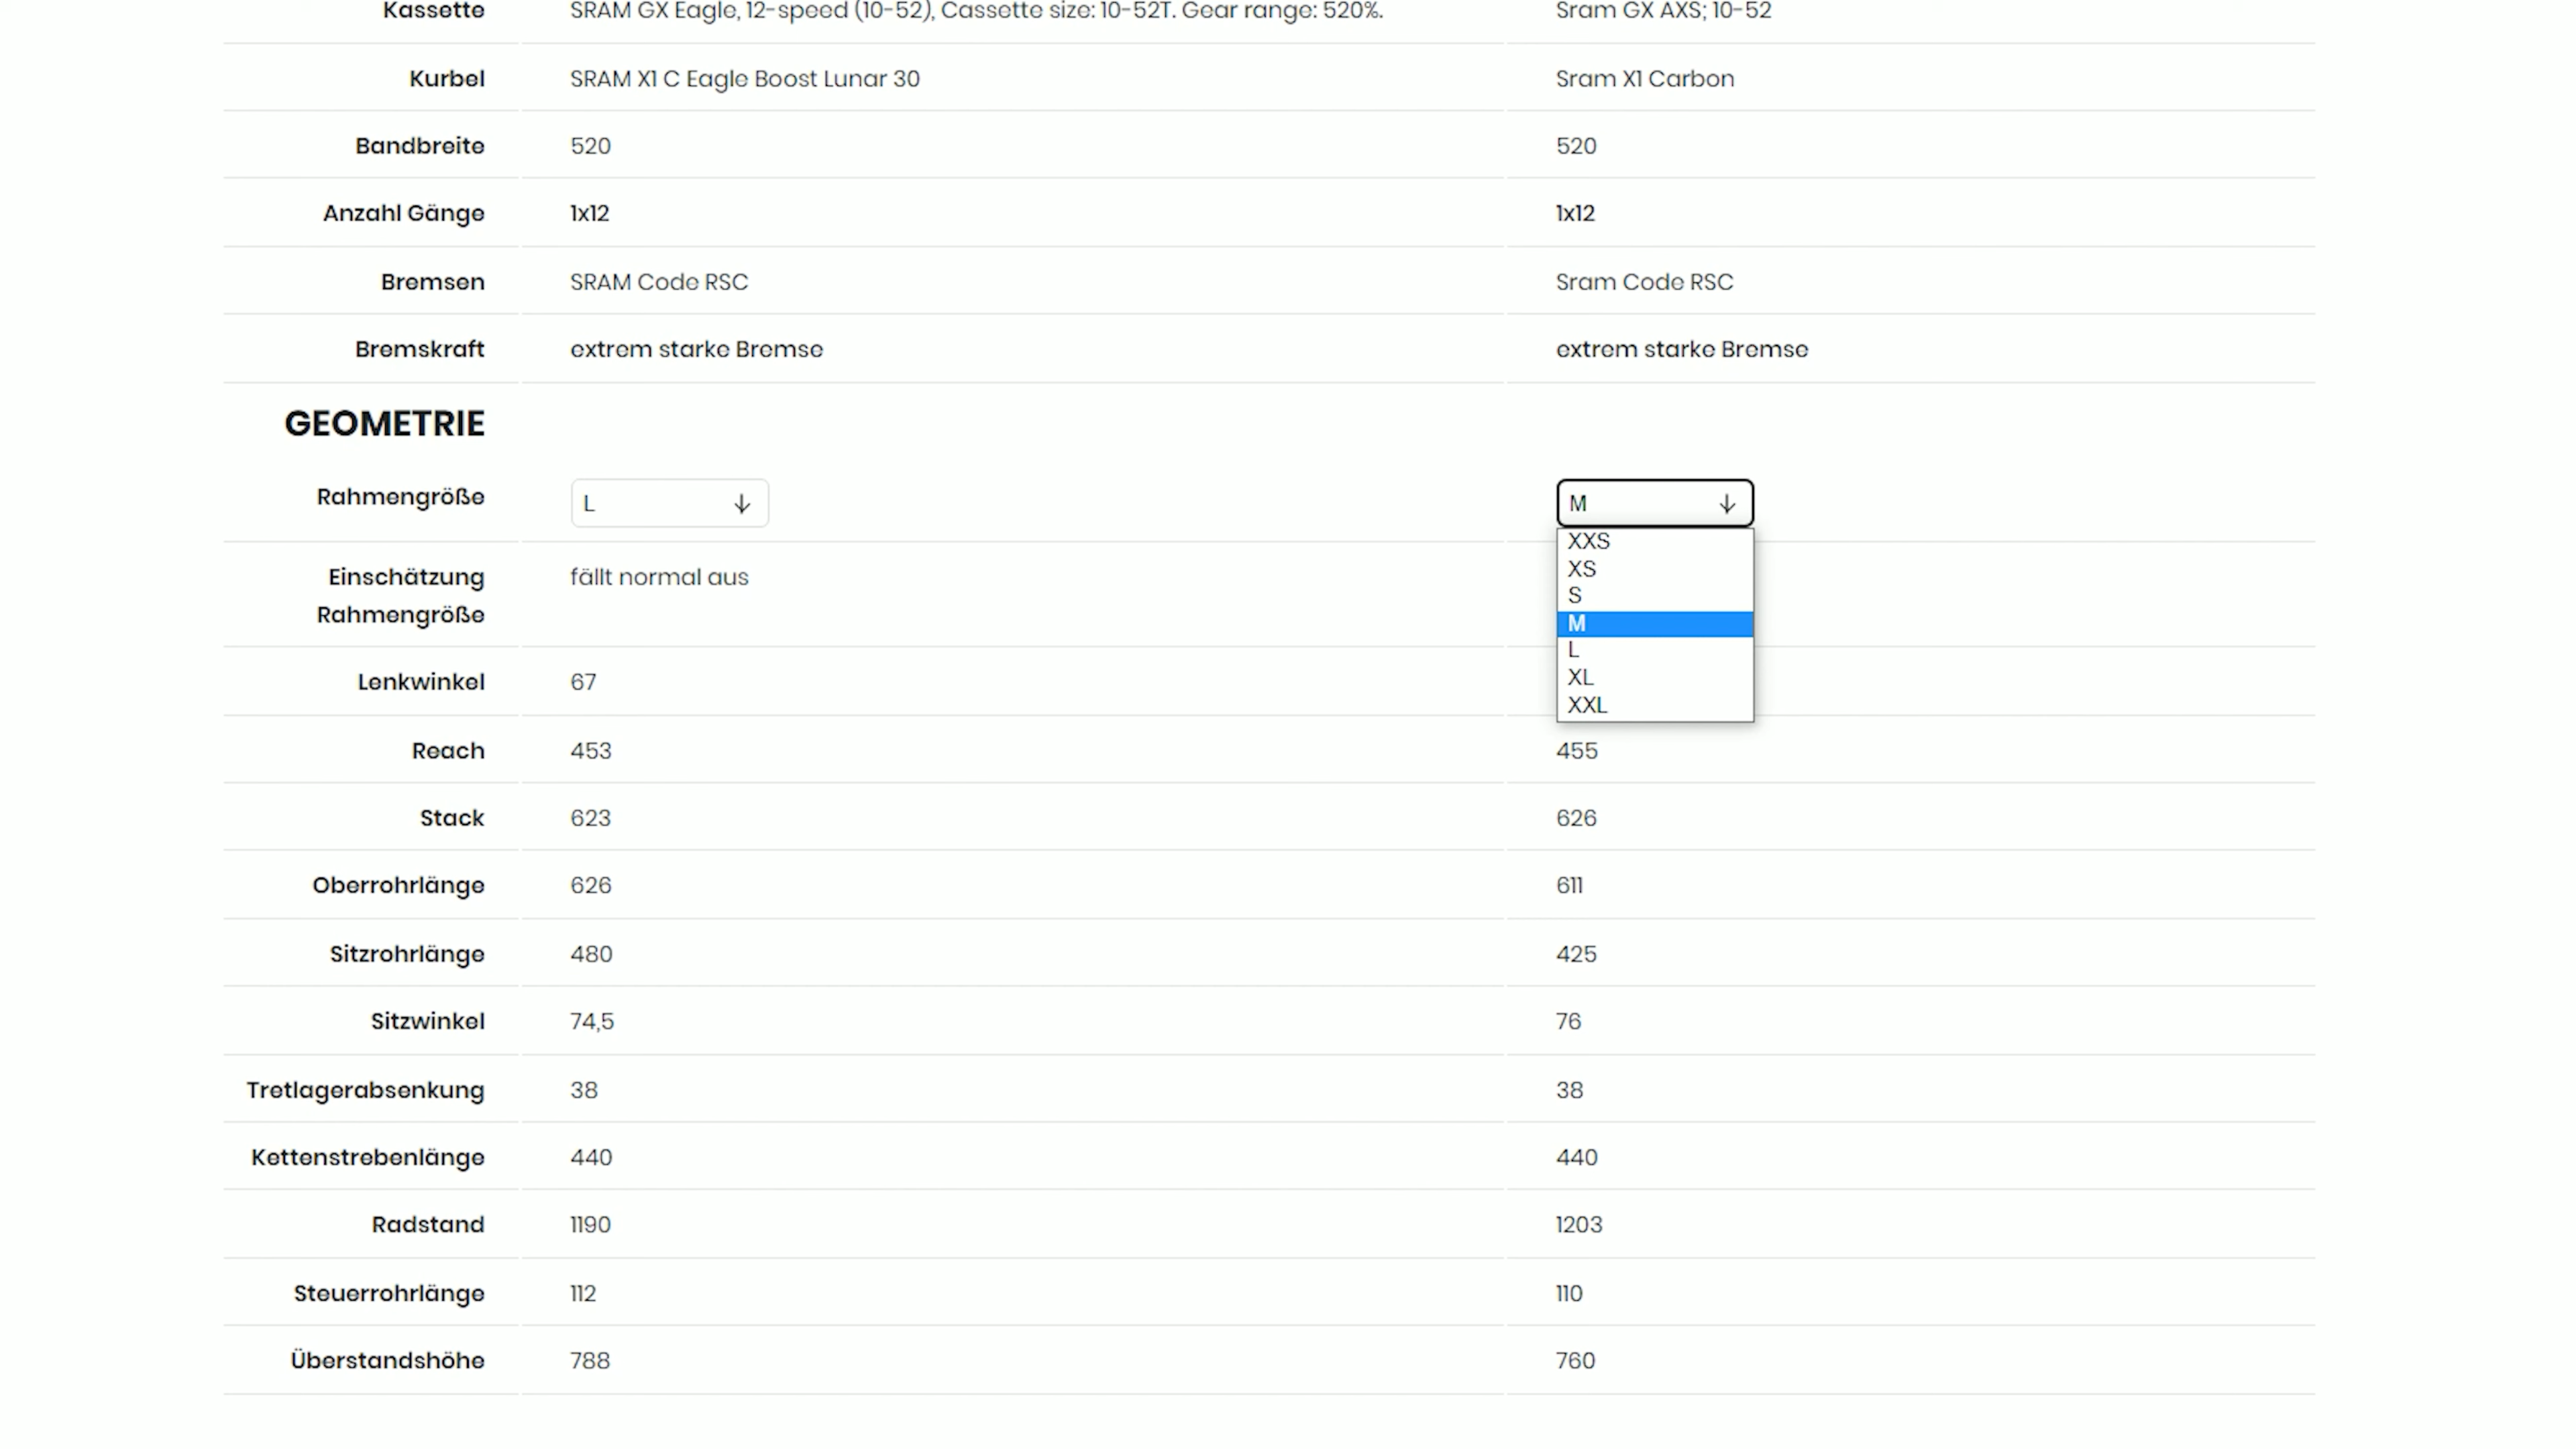 Kassette SRAM GX Eagle, 12-speed (10-52), Cassette size: 10-52T. Gear range: 520%. Sram GX AXS; 10-52
Kurbel SRAM X1 C Eagle Boost Lunar 30 Sram X1 Carbon
Bandbreite 520 520
Anzahl Gänge 1x12 1x12
Bremsen SRAM Code RSC Sram Code RSC
Bremskraft extrem starke Bremse extrem starke Bremse
GEOMETRIE
Rahmengröße L M
XXS
XS
S
M
L
XL
XXL
Einschätzung fällt normal aus
Rahmengröße
Lenkwinkel 67
Reach 453 455
Stack 623 626
Oberrohrlänge 626 611
Sitzrohrlänge 480 425
Sitzwinkel 74,5 76
Tretlagerabsenkung 38 38
Kettenstrebenlänge 440 440
Radstand 1190 1203
Steuerrohrlänge 112 110
Überstandshöhe 788 760